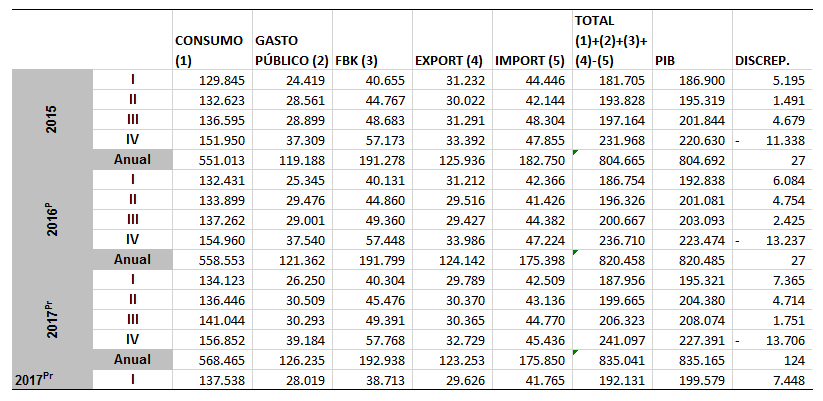 CONSUMO (1) GASTO PÚBLICO (2) FBK (3) EXPORT (4) IMPORT (5) TOTAL (1)+(2)+(3)+(4)-(5) PIB DISCREP.
2015
I 129.845 24.419 40.655 31.232 44.446 181.705 186.900 5.195
II 132.623 28.561 44.767 30.022 42.144 193.828 195.319 1.491
III 136.595 28.899 48.683 31.291 48.304 197.164 201.844 4.679
IV 151.950 37.309 57.173 33.392 47.855 231.968 220.630 - 11.338
Anual 551.013 119.188 191.278 125.936 182.750 804.665 804.692 27
2016P
I 132.431 25.345 40.131 31.212 42.366 186.754 192.838 6.084
II 133.899 29.476 44.860 29.516 41.426 196.326 201.081 4.754
III 137.262 29.001 49.360 29.427 44.382 200.667 203.093 2.425
IV 154.960 37.540 57.448 33.986 47.224 236.710 223.474 - 13.237
Anual 558.553 121.362 191.799 124.142 175.398 820.458 820.485 27
2017Pr
I 134.123 26.250 40.304 29.789 42.509 187.956 195.321 7.365
II 136.446 30.509 45.476 30.370 43.136 199.665 204.380 4.714
III 141.044 30.293 49.391 30.365 44.770 206.323 208.074 1.751
IV 156.852 39.184 57.768 32.729 45.436 241.097 227.391 - 13.706
Anual 568.465 126.235 192.938 123.253 175.850 835.041 835.165 124
2017Pr I 137.538 28.019 38.713 29.626 41.765 192.131 199.579 7.448